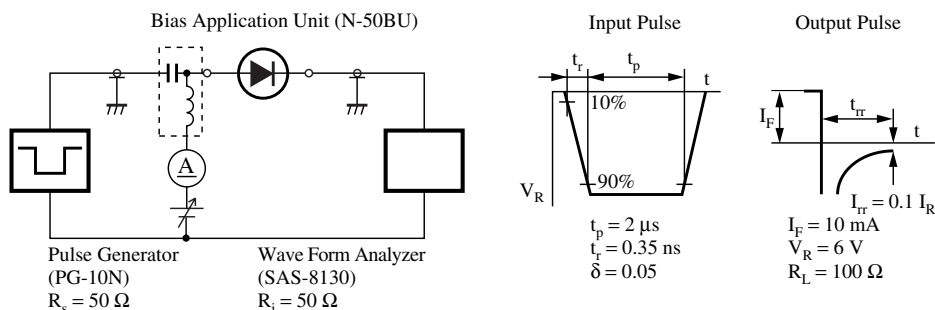 Bias Application Unit (N-50BU)
A
Pulse Generator
(PG-10N)
R_s = 50 Ω
Wave Form Analyzer
(SAS-8130)
R_i = 50 Ω
Input Pulse
t_r
t_p
t
10%
90%
V_R
t_p = 2 µs
t_r = 0.35 ns
δ = 0.05
Output Pulse
I_F
t_rr
t
I_rr = 0.1 I_R
I_F = 10 mA
V_R = 6 V
R_L = 100 Ω